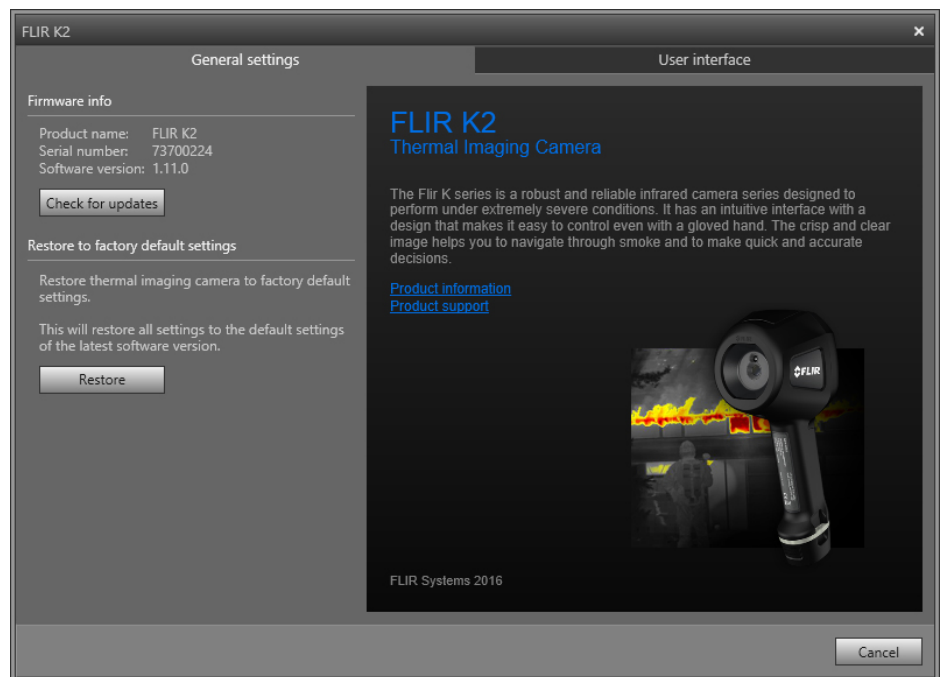 FLIR K2
General settings
User interface
Firmware info
Product name: FLIR K2
Serial number: 73700224
Software version: 1.11.0
Check for updates
Restore to factory default settings
Restore thermal imaging camera to factory default
settings.
This will restore all settings to the default settings
of the latest software version.
Restore
FLIR K2
Thermal Imaging Camera
The Flir K series is a robust and reliable infrared camera series designed to
perform under extremely severe conditions. It has an intuitive interface with a
design that makes it easy to control even with a gloved hand. The crisp and clear
image helps you to navigate through smoke and to make quick and accurate
decisions.
Product information
Product support
FLIR
FLIR Systems 2016
Cancel